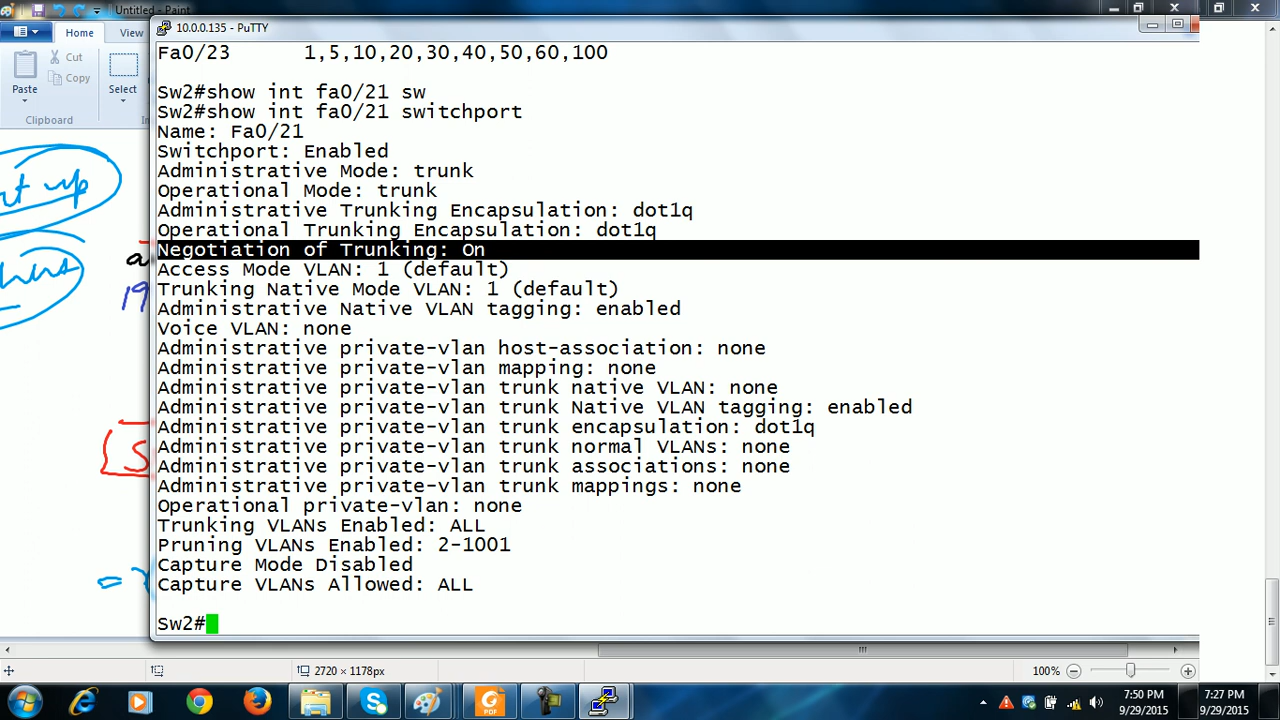 Untitled - Paint
10.0.0.135 - PuTTY
Home
View
Cut
Copy
Paste
Select
Clipboard
Fa0/23 1,5,10,20,30,40,50,60,100
Sw2#show int fa0/21 sw
Sw2#show int fa0/21 switchport
Name: Fa0/21
Switchport: Enabled
Administrative Mode: trunk
Operational Mode: trunk
Administrative Trunking Encapsulation: dot1q
Operational Trunking Encapsulation: dot1q
Negotiation of Trunking: On
Access Mode VLAN: 1 (default)
Trunking Native Mode VLAN: 1 (default)
Administrative Native VLAN tagging: enabled
Voice VLAN: none
Administrative private-vlan host-association: none
Administrative private-vlan mapping: none
Administrative private-vlan trunk native VLAN: none
Administrative private-vlan trunk Native VLAN tagging: enabled
Administrative private-vlan trunk encapsulation: dot1q
Administrative private-vlan trunk normal VLANs: none
Administrative private-vlan trunk associations: none
Administrative private-vlan trunk mappings: none
Operational private-vlan: none
Trunking VLANs Enabled: ALL
Pruning VLANs Enabled: 2-1001
Capture Mode Disabled
Capture VLANs Allowed: ALL
Sw2#
up
a
19
S
2720 × 1178px
100%
PDF
7:50 PM
9/29/2015
7:27 PM
9/29/2015